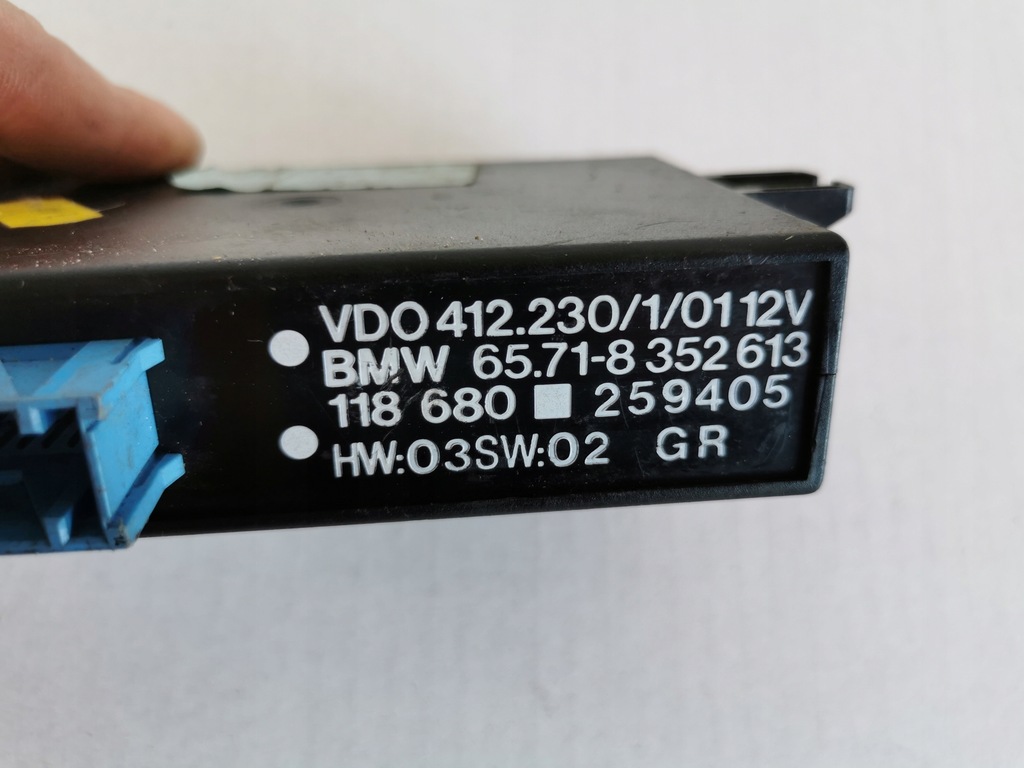 VDO 412.230/1/01 12V
BMW 65.71-8 352 613
118 680 259405
HW:03SW:02 GR